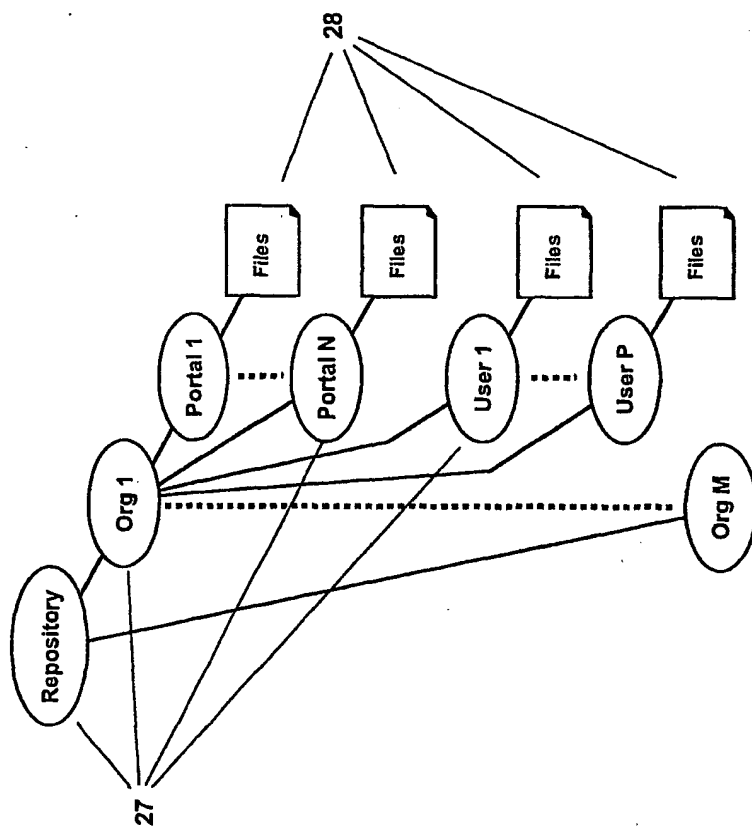 28
Files
Files
Files
Files
Portal 1
Portal N
User 1
User P
Org 1
Org M
Repository
27